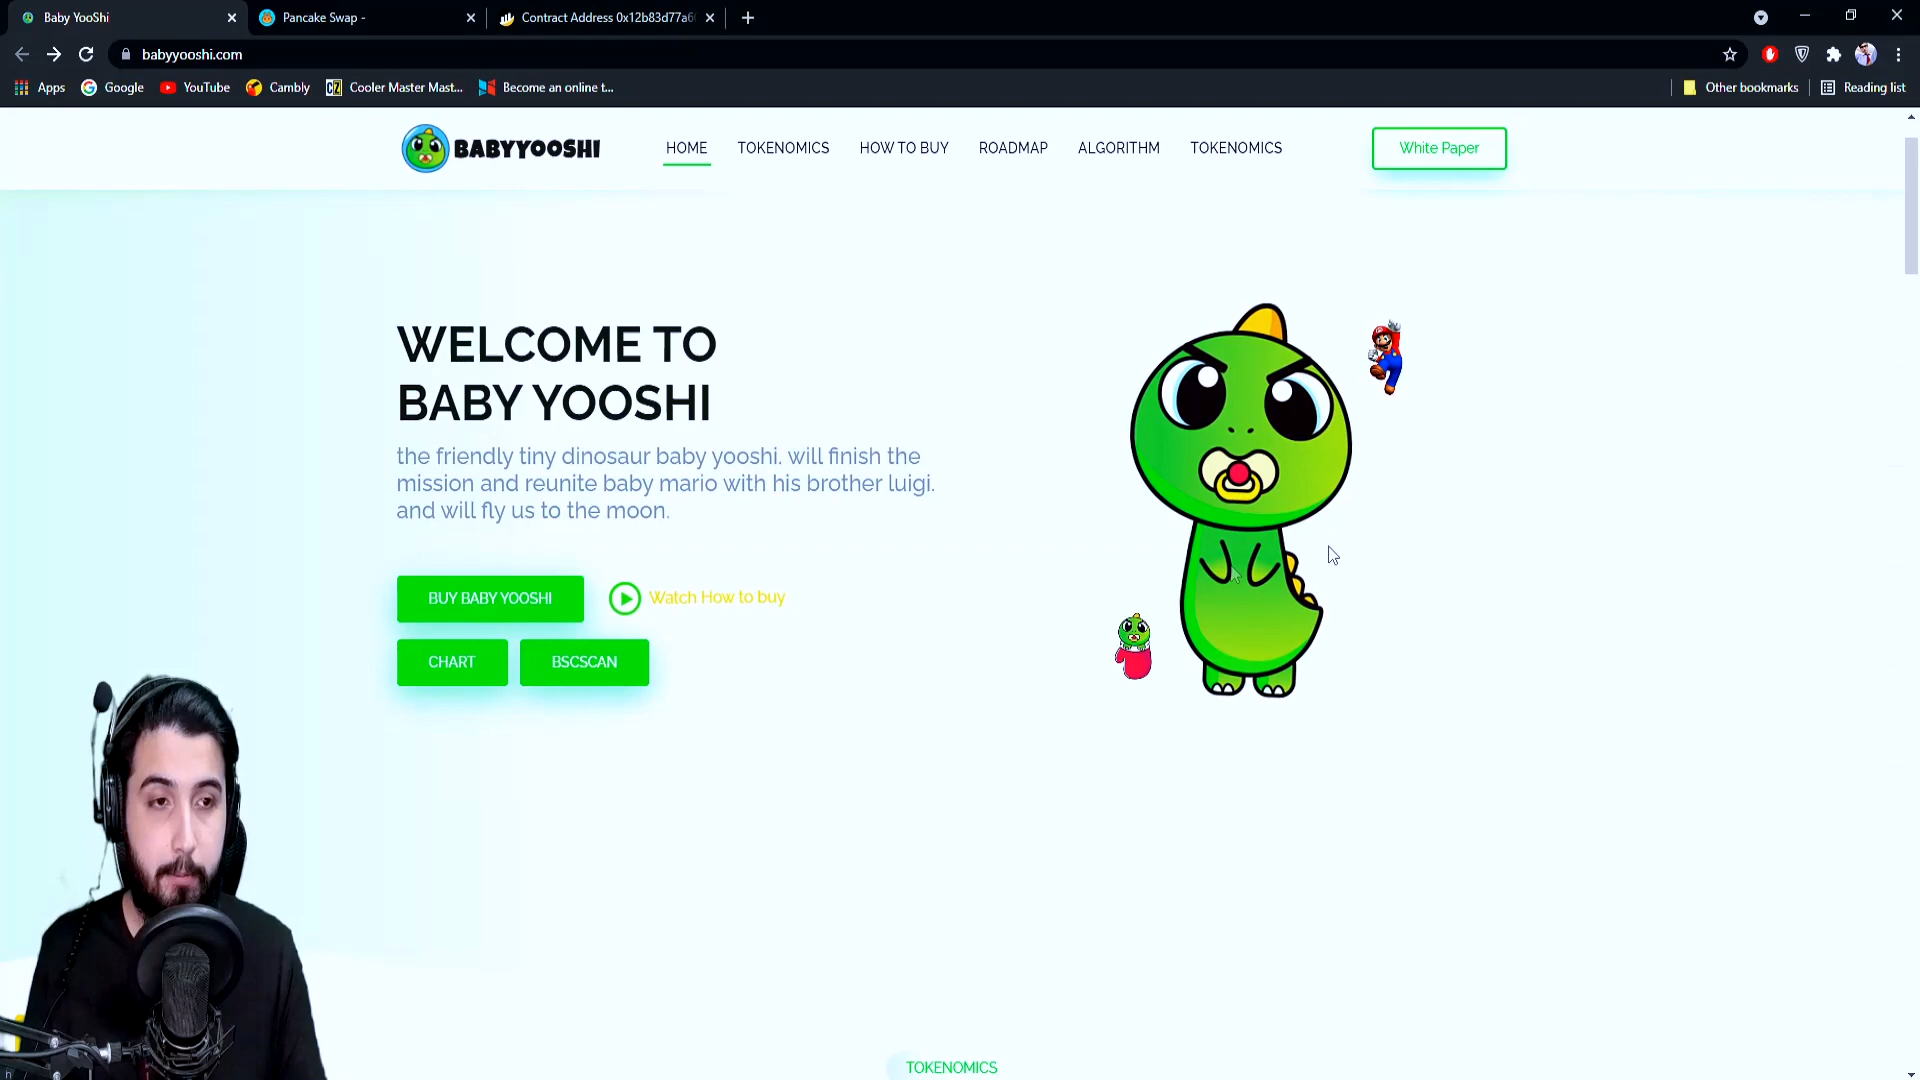 Baby YooShi
Pancake Swap -
Contract Address 0x12b83d77a6
babyyooshi.com
Apps
Google
YouTube
Cambly
Cooler Master Mast...
Become an online t...
Other bookmarks
Reading list
BABYYOOSHI
HOME
TOKENOMICS
HOW TO BUY
ROADMAP
ALGORITHM
TOKENOMICS
White Paper
WELCOME TO
BABY YOOSHI
the friendly tiny dinosaur baby yooshi. will finish the
mission and reunite baby mario with his brother luigi.
and will fly us to the moon.
BUY BABY YOOSHI
Watch How to buy
CHART
BSCSCAN
TOKENOMICS